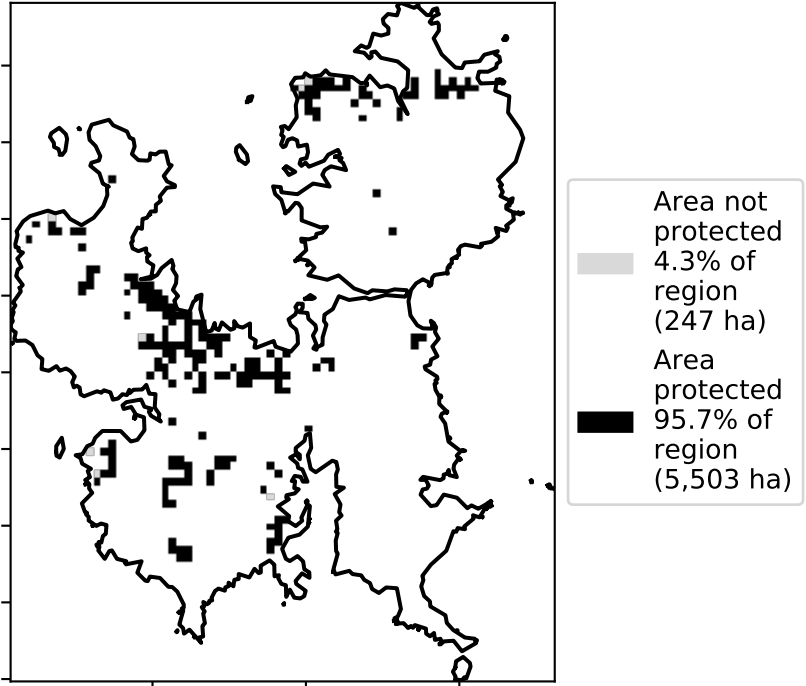 Area not
protected
4.3% of
region
(247 ha)
Area
protected
95.7% of
region
(5,503 ha)